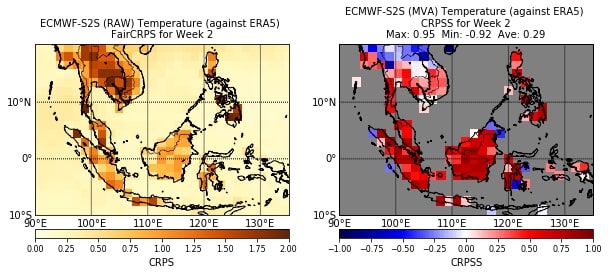 ECMWF-S2S (RAW) Temperature (against ERA5)
FairCRPS for Week 2
10°N
0°
10°S
90°E 100°E 110°E 120°E 130°E
0.00 0.25 0.50 0.75 1.00 1.25 1.50 1.75 2.00
CRPS
ECMWF-S2S (MVA) Temperature (against ERA5)
CRPSS for Week 2
Max: 0.95 Min: -0.92 Ave: 0.29
10°N
0°
10°S
90°E 100°E 110°E 120°E 130°E
−1.00 −0.75 −0.50 −0.25 0.00 0.25 0.50 0.75 1.00
CRPSS